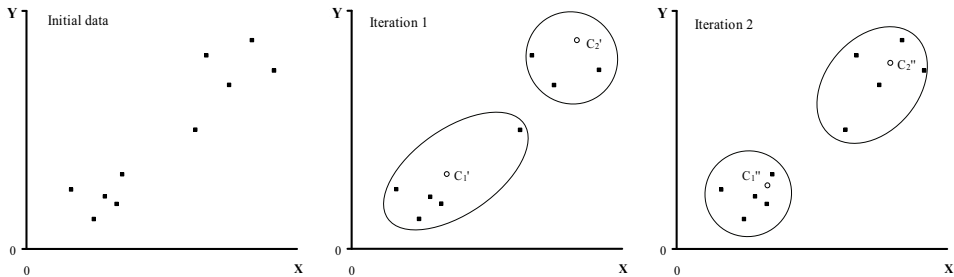 Y
Initial data
0
0
X
Y
Iteration 1
C2'
C1'
0
0
X
Y
Iteration 2
C2"
C1"
0
0
X